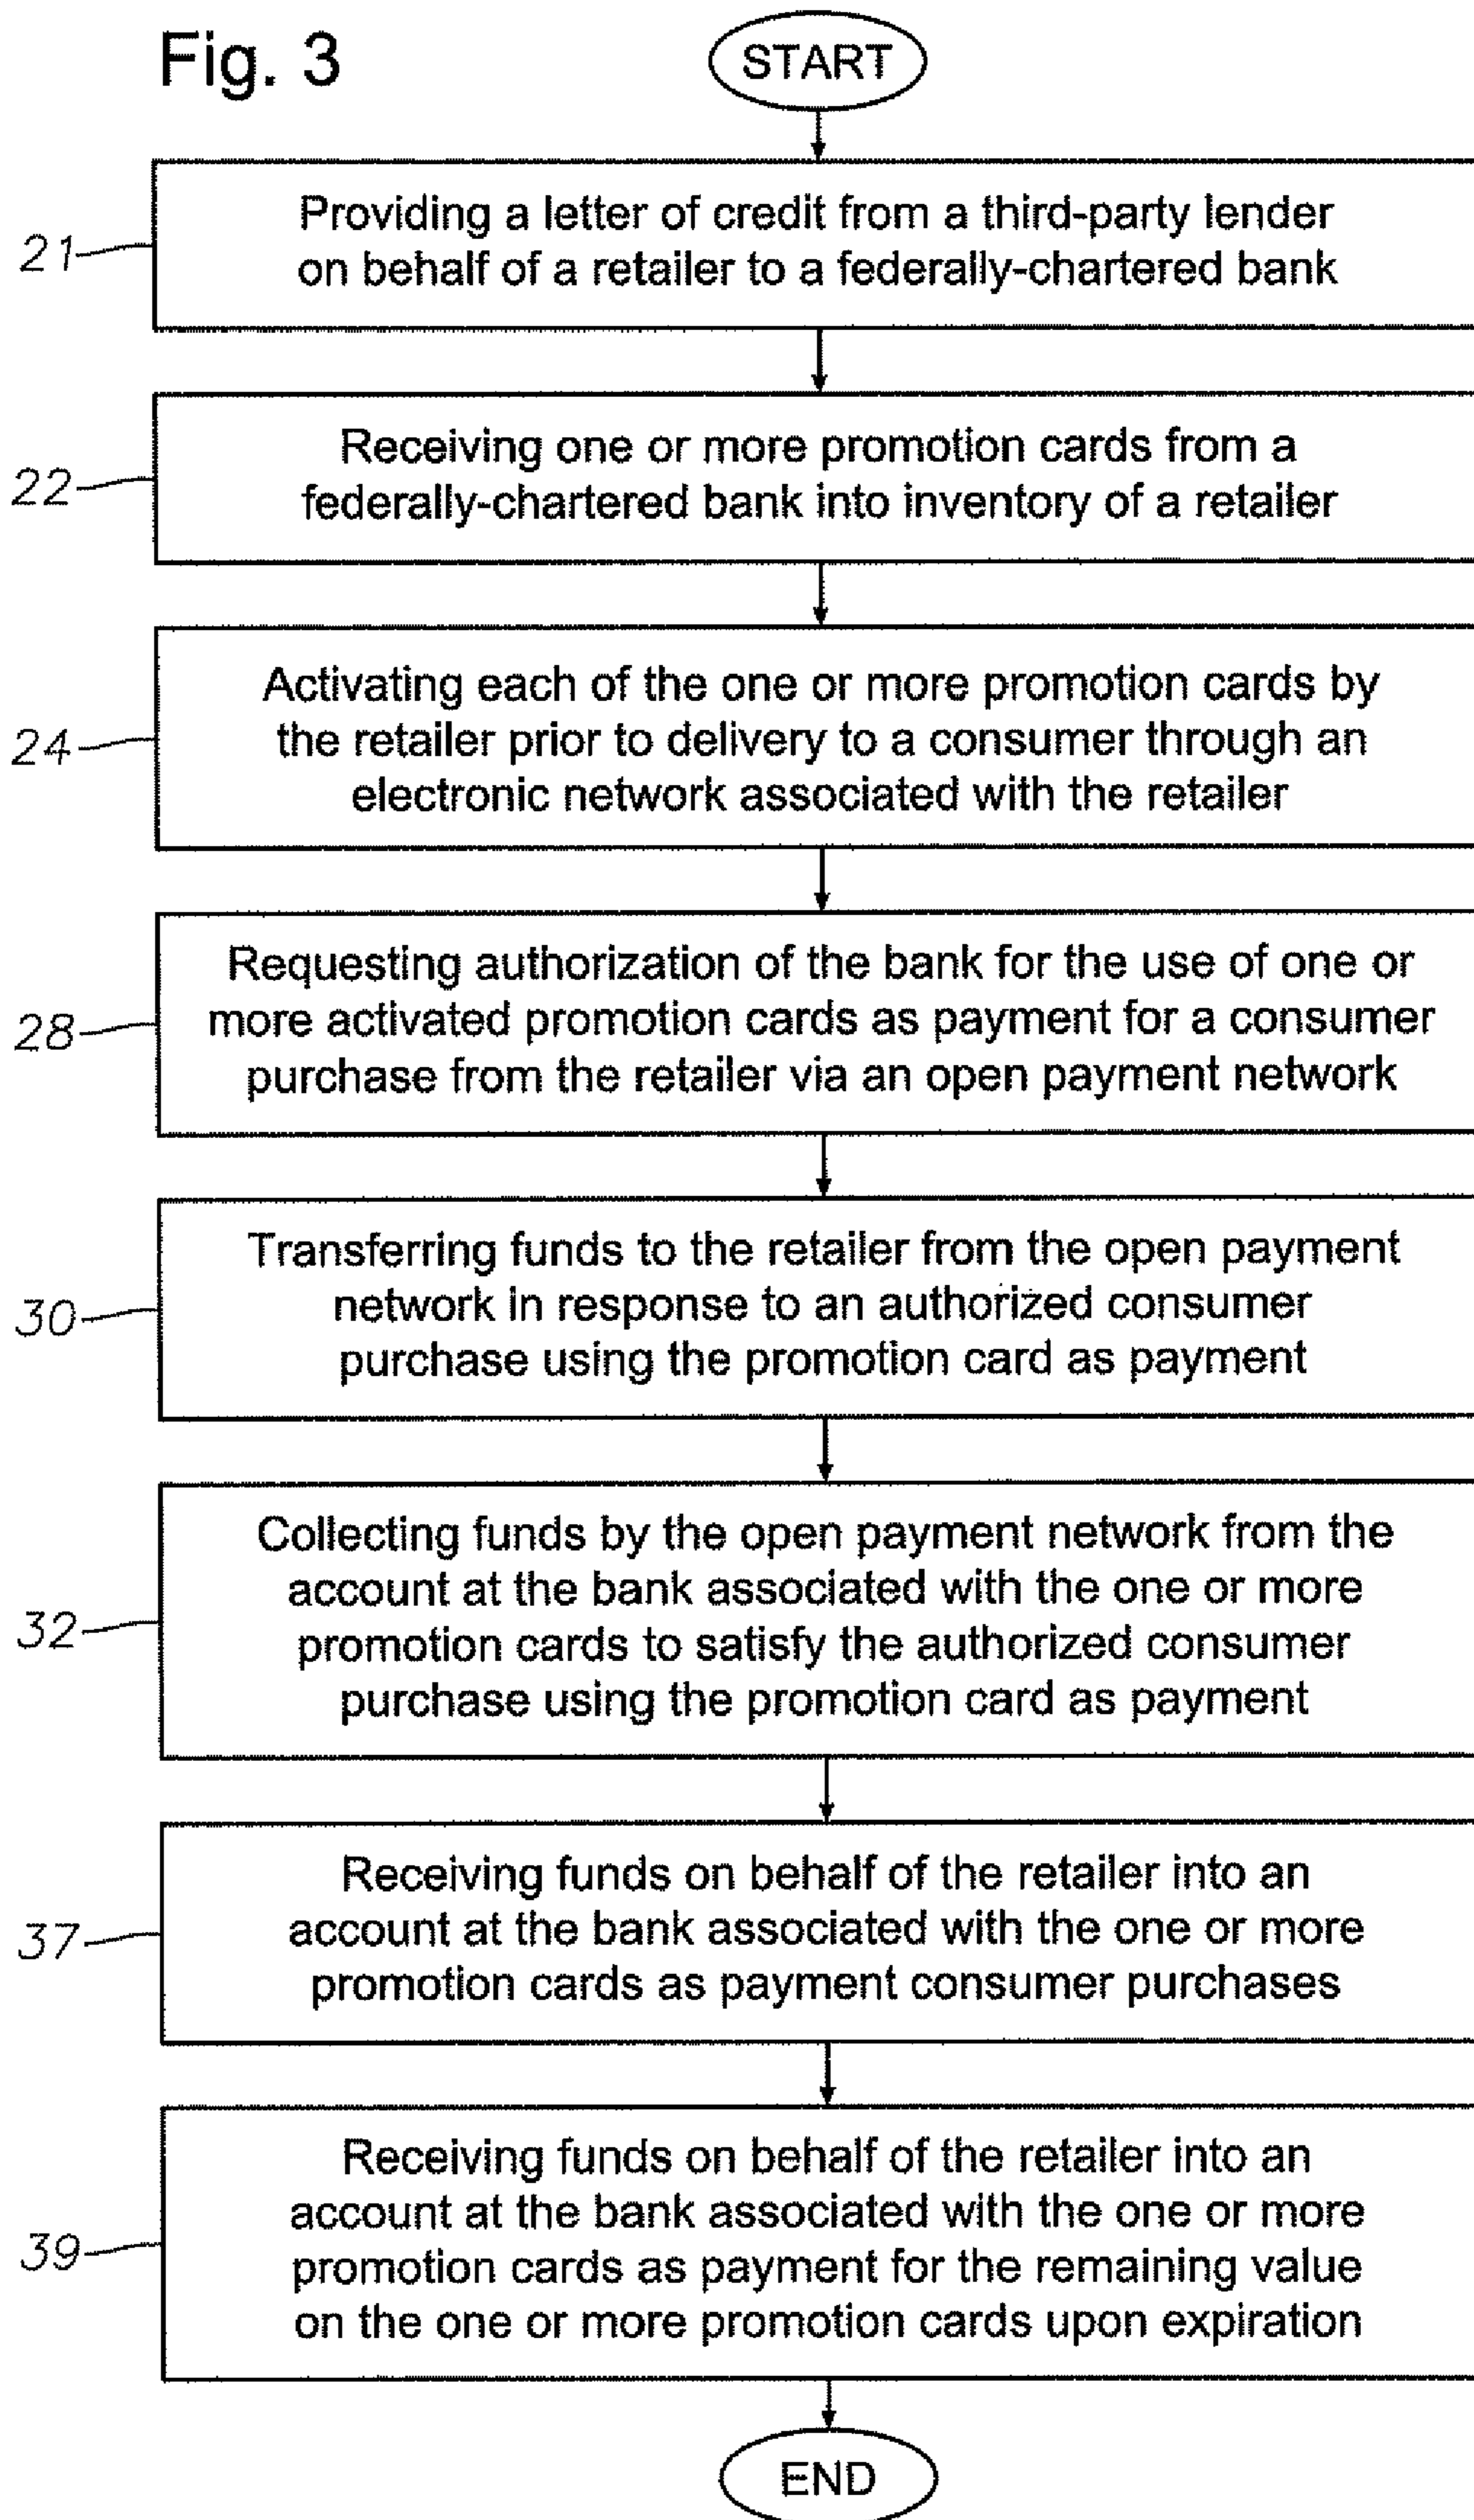 Fig. 3
START
21
Providing a letter of credit from a third-party lender
on behalf of a retailer to a federally-chartered bank
22
Receiving one or more promotion cards from a
federally-chartered bank into inventory of a retailer
24
Activating each of the one or more promotion cards by
the retailer prior to delivery to a consumer through an
electronic network associated with the retailer
28
Requesting authorization of the bank for the use of one or
more activated promotion cards as payment for a consumer
purchase from the retailer via an open payment network
30
Transferring funds to the retailer from the open payment
network in response to an authorized consumer
purchase using the promotion card as payment
32
Collecting funds by the open payment network from the
account at the bank associated with the one or more
promotion cards to satisfy the authorized consumer
purchase using the promotion card as payment
37
Receiving funds on behalf of the retailer into an
account at the bank associated with the one or more
promotion cards as payment consumer purchases
39
Receiving funds on behalf of the retailer into an
account at the bank associated with the one or more
promotion cards as payment for the remaining value
on the one or more promotion cards upon expiration
END